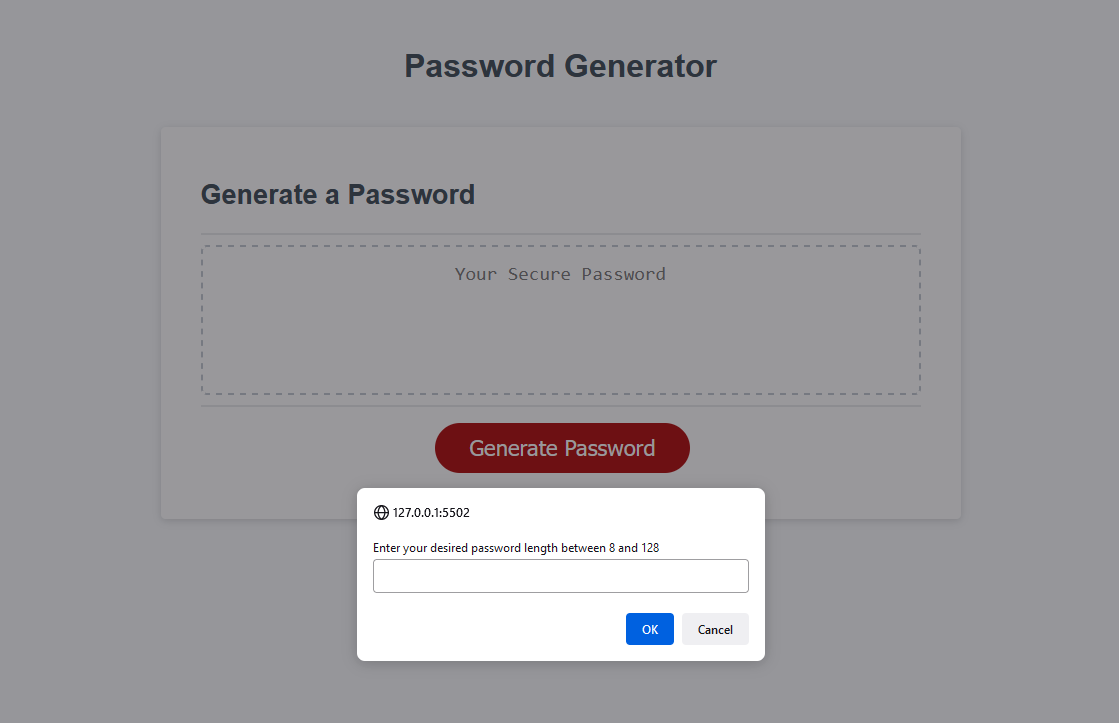 Password Generator
Generate a Password
Your Secure Password
Generate Password
127.0.0.1:5502
Enter your desired password length between 8 and 128
OK
Cancel